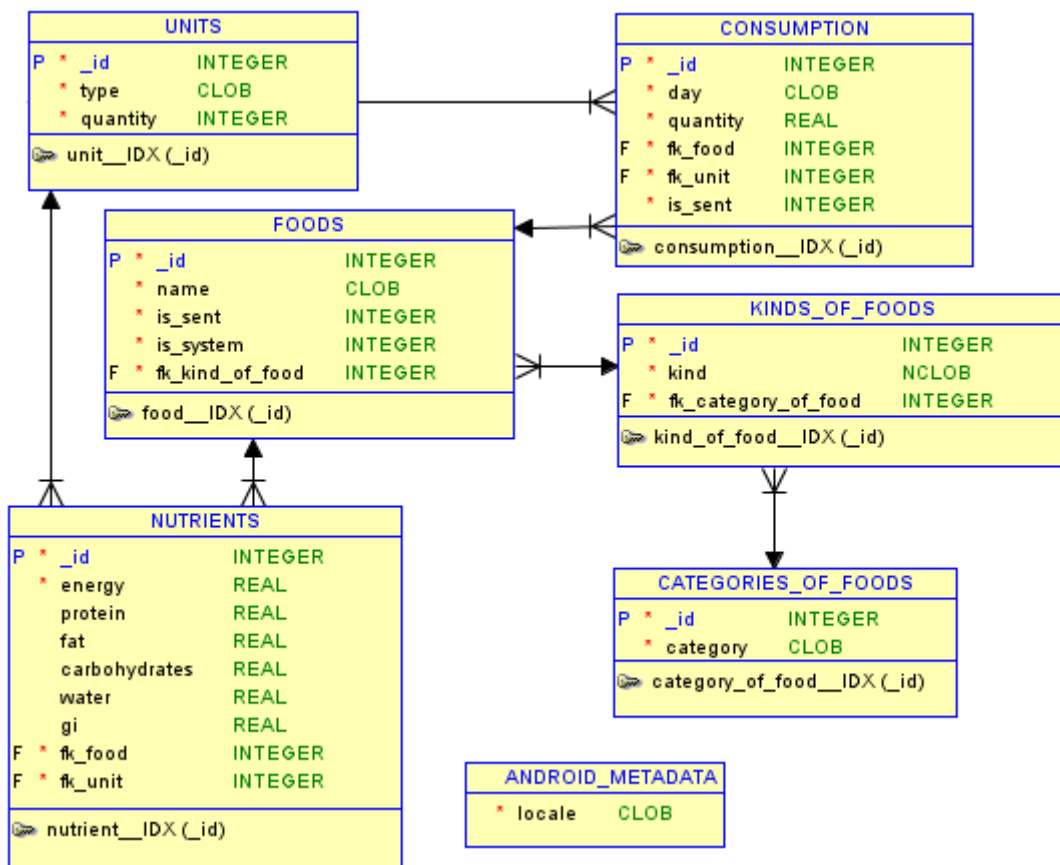 UNITS
P * _id INTEGER
* type CLOB
* quantity INTEGER
unit__IDX (_id)
CONSUMPTION
P * _id INTEGER
* day CLOB
* quantity REAL
F * fk_food INTEGER
F * fk_unit INTEGER
* is_sent INTEGER
consumption__IDX (_id)
FOODS
P * _id INTEGER
* name CLOB
* is_sent INTEGER
* is_system INTEGER
F * fk_kind_of_food INTEGER
food__IDX (_id)
KINDS_OF_FOODS
P * _id INTEGER
* kind NCLOB
F * fk_category_of_food INTEGER
kind_of_food__IDX (_id)
NUTRIENTS
P * _id INTEGER
* energy REAL
protein REAL
fat REAL
carbohydrates REAL
water REAL
gi REAL
F * fk_food INTEGER
F * fk_unit INTEGER
nutrient__IDX (_id)
CATEGORIES_OF_FOODS
P * _id INTEGER
* category CLOB
category_of_food__IDX (_id)
ANDROID_METADATA
* locale CLOB